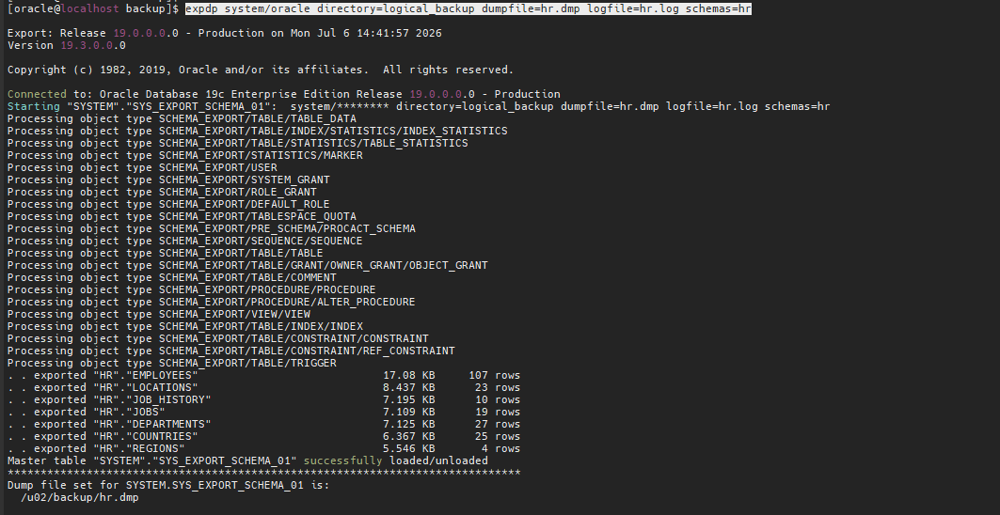 [oracle@localhost backup]$ expdp system/oracle directory=logical_backup dumpfile=hr.dmp logfile=hr.log schemas=hr
Export: Release 19.0.0.0.0 - Production on Mon Jul 6 14:41:57 2026
Version 19.3.0.0.0
Copyright (c) 1982, 2019, Oracle and/or its affiliates.  All rights reserved.
Connected to: Oracle Database 19c Enterprise Edition Release 19.0.0.0.0 - Production
Starting "SYSTEM"."SYS_EXPORT_SCHEMA_01":  system/******** directory=logical_backup dumpfile=hr.dmp logfile=hr.log schemas=hr
Processing object type SCHEMA_EXPORT/TABLE/TABLE_DATA
Processing object type SCHEMA_EXPORT/TABLE/INDEX/STATISTICS/INDEX_STATISTICS
Processing object type SCHEMA_EXPORT/TABLE/STATISTICS/TABLE_STATISTICS
Processing object type SCHEMA_EXPORT/STATISTICS/MARKER
Processing object type SCHEMA_EXPORT/USER
Processing object type SCHEMA_EXPORT/SYSTEM_GRANT
Processing object type SCHEMA_EXPORT/ROLE_GRANT
Processing object type SCHEMA_EXPORT/DEFAULT_ROLE
Processing object type SCHEMA_EXPORT/TABLESPACE_QUOTA
Processing object type SCHEMA_EXPORT/PRE_SCHEMA/PROCACT_SCHEMA
Processing object type SCHEMA_EXPORT/SEQUENCE/SEQUENCE
Processing object type SCHEMA_EXPORT/TABLE/TABLE
Processing object type SCHEMA_EXPORT/TABLE/GRANT/OWNER_GRANT/OBJECT_GRANT
Processing object type SCHEMA_EXPORT/TABLE/COMMENT
Processing object type SCHEMA_EXPORT/PROCEDURE/PROCEDURE
Processing object type SCHEMA_EXPORT/PROCEDURE/ALTER_PROCEDURE
Processing object type SCHEMA_EXPORT/VIEW/VIEW
Processing object type SCHEMA_EXPORT/TABLE/INDEX/INDEX
Processing object type SCHEMA_EXPORT/TABLE/CONSTRAINT/CONSTRAINT
Processing object type SCHEMA_EXPORT/TABLE/CONSTRAINT/REF_CONSTRAINT
Processing object type SCHEMA_EXPORT/TABLE/TRIGGER
. . exported "HR"."EMPLOYEES"                            17.08 KB     107 rows
. . exported "HR"."LOCATIONS"                            8.437 KB      23 rows
. . exported "HR"."JOB_HISTORY"                          7.195 KB      10 rows
. . exported "HR"."JOBS"                                 7.109 KB      19 rows
. . exported "HR"."DEPARTMENTS"                          7.125 KB      27 rows
. . exported "HR"."COUNTRIES"                            6.367 KB      25 rows
. . exported "HR"."REGIONS"                              5.546 KB       4 rows
Master table "SYSTEM"."SYS_EXPORT_SCHEMA_01" successfully loaded/unloaded
******************************************************************************
Dump file set for SYSTEM.SYS_EXPORT_SCHEMA_01 is:
  /u02/backup/hr.dmp